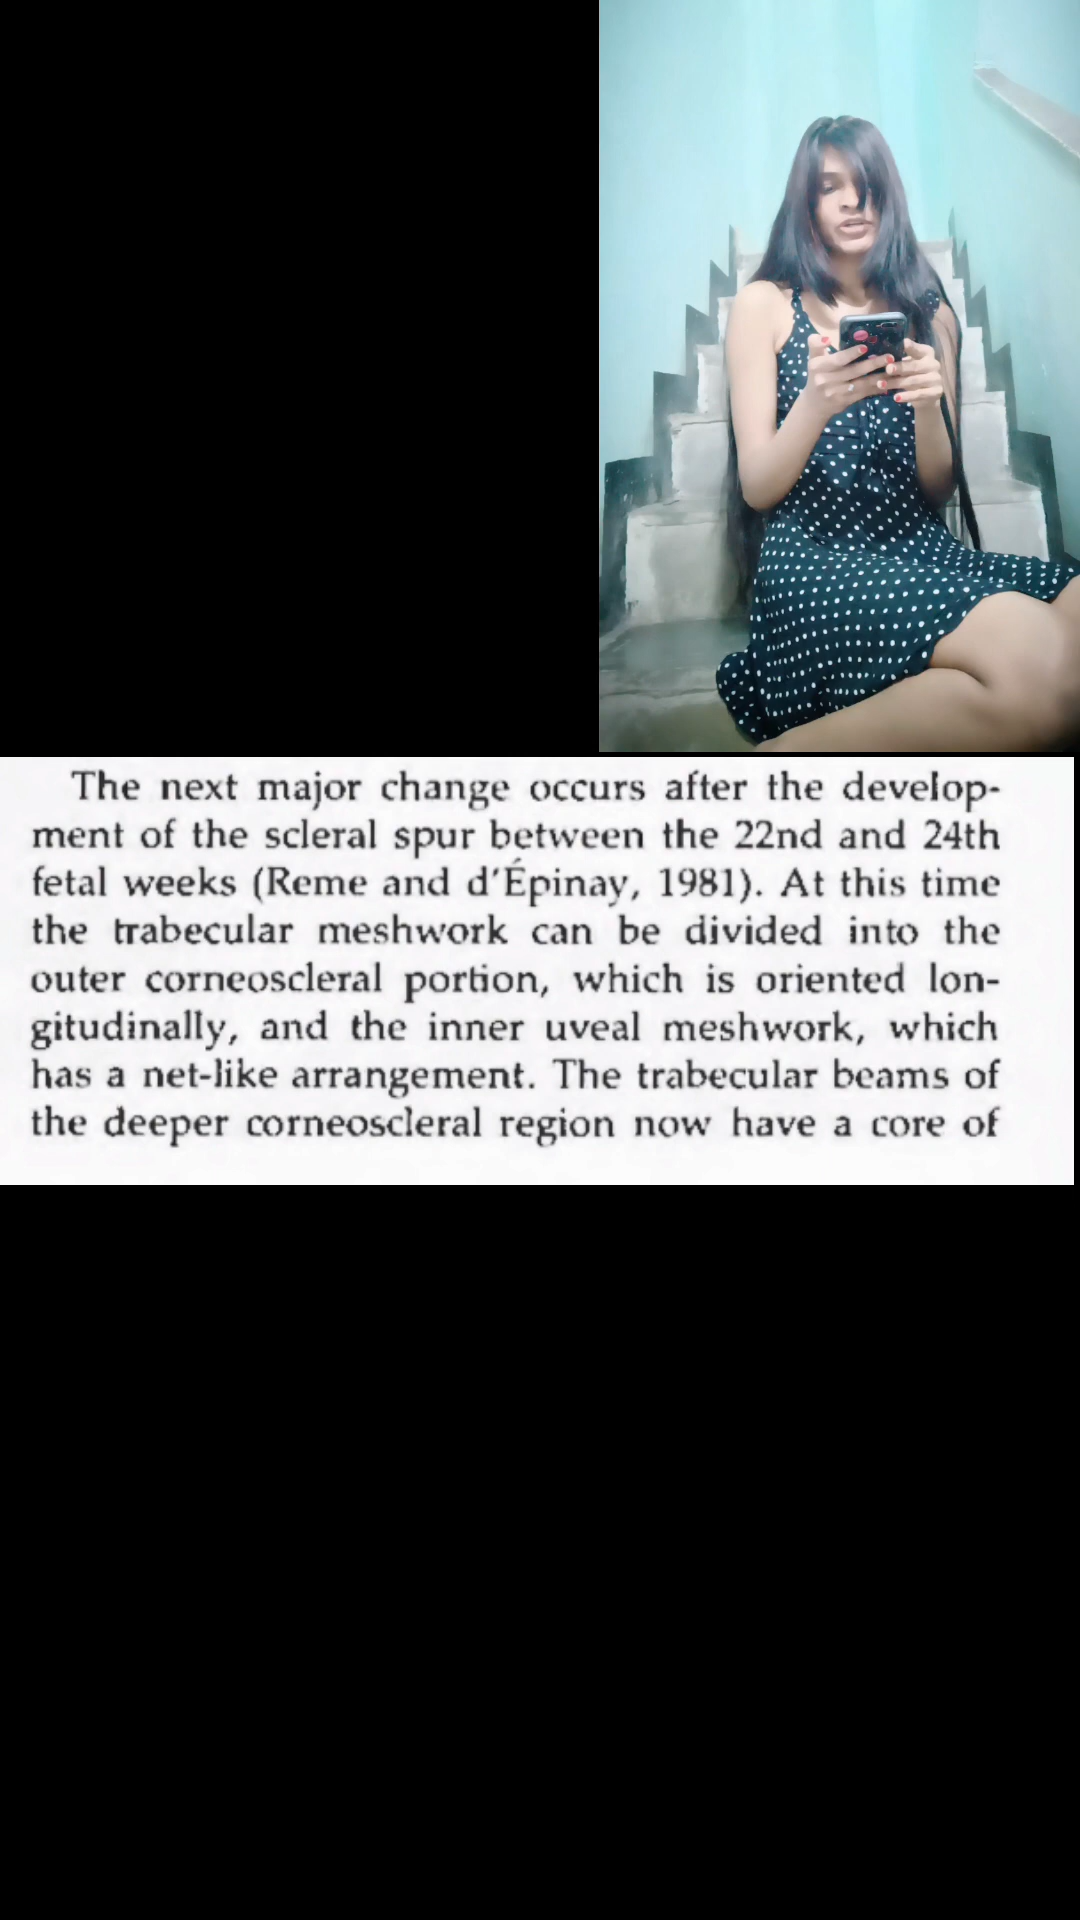 The next major change occurs after the develop-
ment of the scleral spur between the 22nd and 24th
fetal weeks (Reme and d'Épinay, 1981). At this time
the trabecular meshwork can be divided into the
outer corneoscleral portion, which is oriented lon-
gitudinally, and the inner uveal meshwork, which
has a net-like arrangement. The trabecular beams of
the deeper corneoscleral region now have a core of